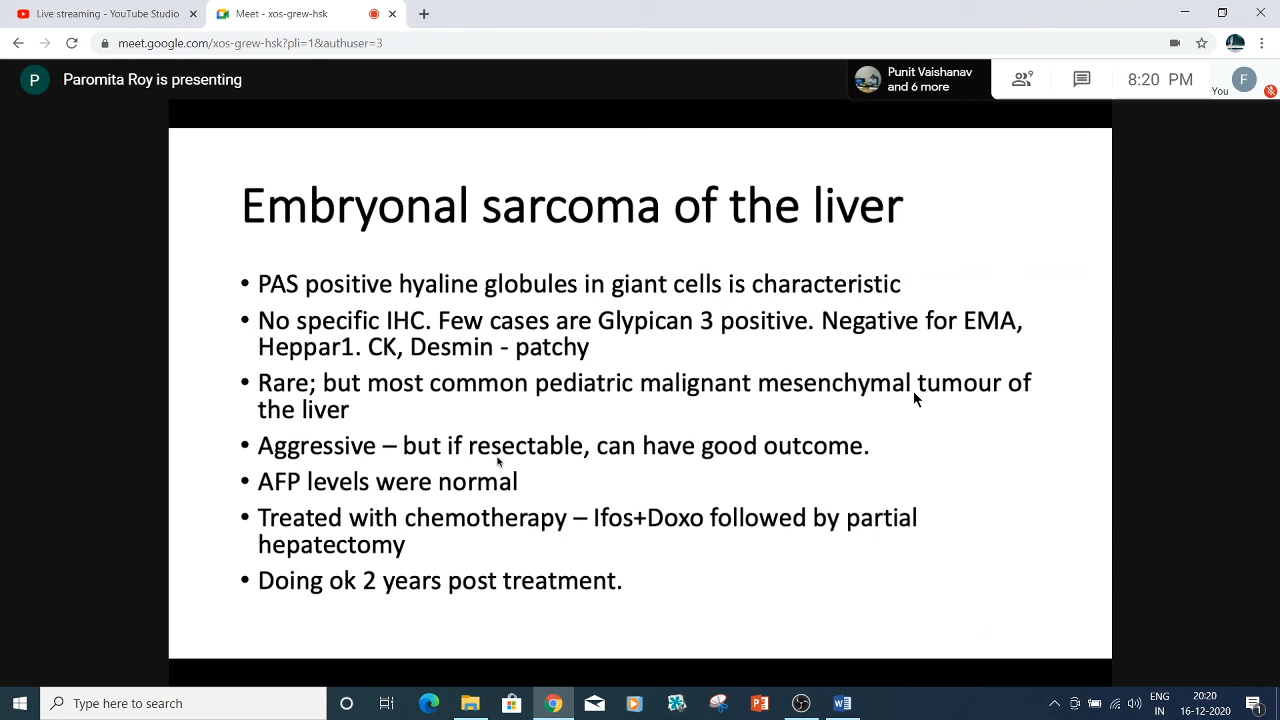 Live streaming - YouTube Studio
Meet - xos-grew-hsk
meet.google.com/xos-grew-hsk?pli=1&authuser=3
P
Paromita Roy is presenting
Punit Vaishanav
and 6 more
9
8:20 PM
You
F
Embryonal sarcoma of the liver
• PAS positive hyaline globules in giant cells is characteristic
• No specific IHC. Few cases are Glypican 3 positive. Negative for EMA,
Heppar1. CK, Desmin - patchy
• Rare; but most common pediatric malignant mesenchymal tumour of
the liver
• Aggressive – but if resectable, can have good outcome.
• AFP levels were normal
• Treated with chemotherapy – Ifos+Doxo followed by partial
hepatectomy
• Doing ok 2 years post treatment.
Type here to search
ENG
IN
20:20
16-12-2020